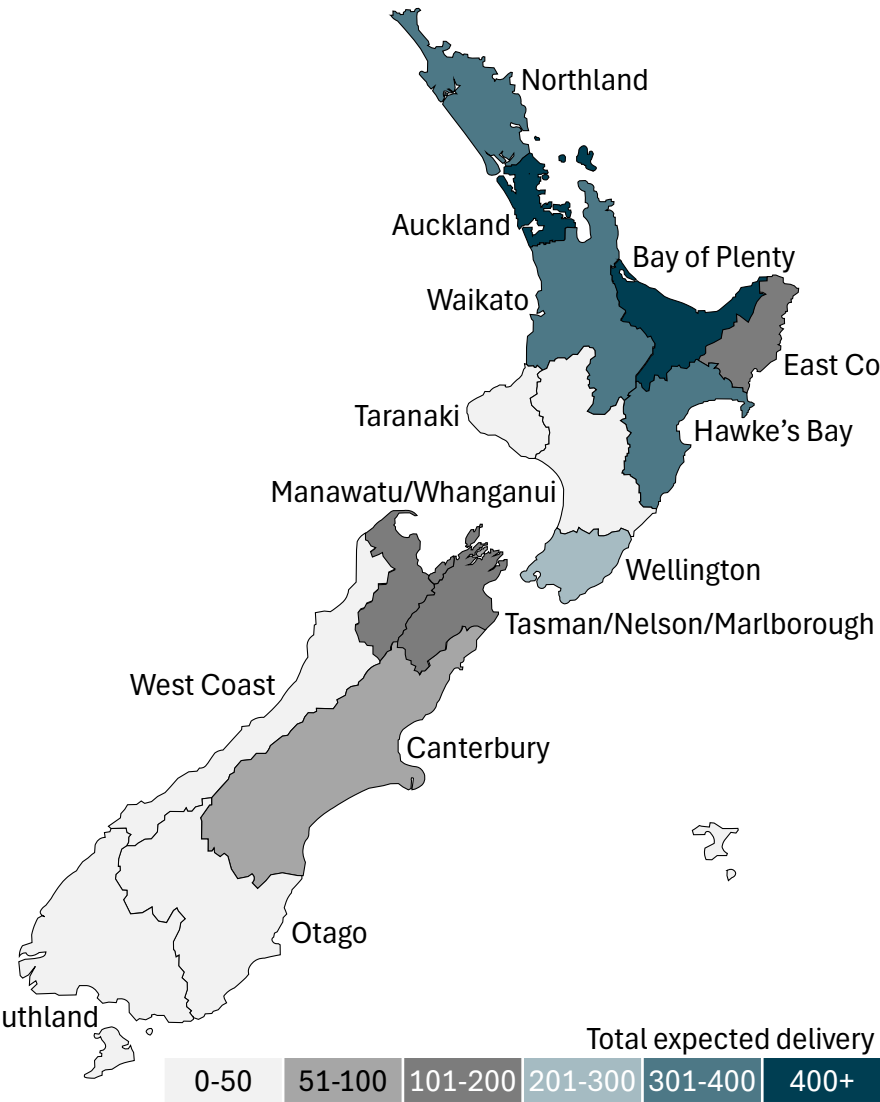 Northland
Auckland
Bay of Plenty
Waikato
East Co
Taranaki
Hawke's Bay
Manawatu/Whanganui
Wellington
Tasman/Nelson/Marlborough
West Coast
Canterbury
Otago
uthland
Total expected delivery
0-50 51-100 101-200 201-300 301-400 400+